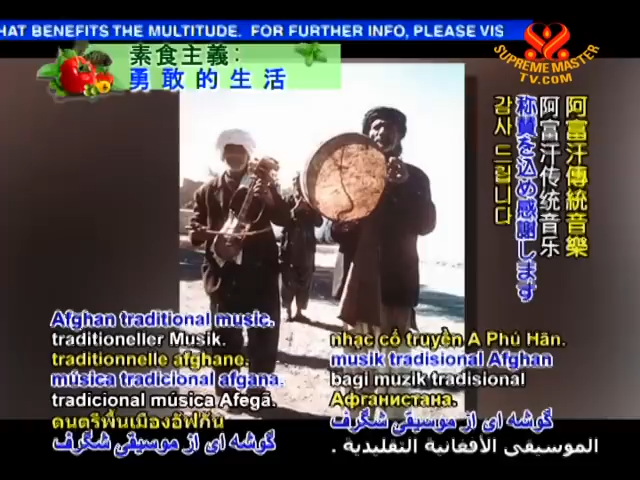 HAT BENEFITS THE MULTITUDE. FOR FURTHER INFO, PLEASE VIS
SUPREME MASTER
TV.COM
素食主義:
勇敢的生活
阿富汗傳統音樂
阿富汗传统音乐
称賛を込め感謝します
감사 드립니다
Afghan traditional music.
traditioneller Musik.
traditionnelle afghane.
música tradicional afgana.
tradicional música Afegã.
ดนตรีพื้นเมืองอัฟกัน
گوشه ای از موسیقی شگرف
nhạc cổ truyền A Phú Hãn.
musik tradisional Afghan
bagi muzik tradisional
Афганистана.
گوشه ای از موسیقی شگرف
الموسيقى الأفغانية التقليدية .